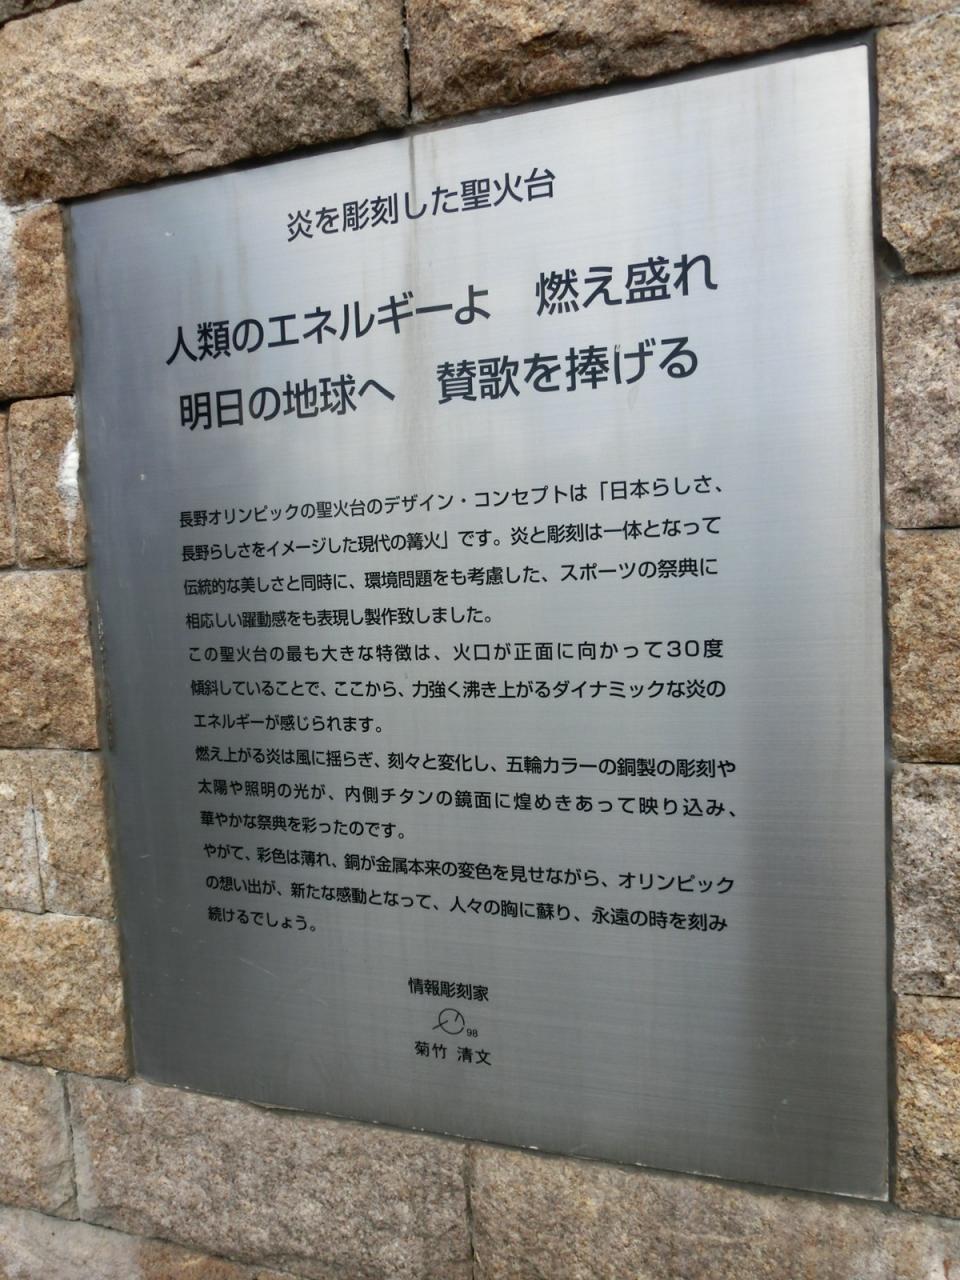 炎を彫刻した聖火台
人類のエネルギーよ　燃え盛れ
明日の地球へ　賛歌を捧げる
長野オリンピックの聖火台のデザイン・コンセプトは「日本らしさ、
長野らしさをイメージした現代の篝火」です。炎と彫刻は一体となって
伝統的な美しさと同時に、環境問題をも考慮した、スポーツの祭典に
相応しい躍動感をも表現し製作致しました。
この聖火台の最も大きな特徴は、火口が正面に向かって30度
傾斜していることで、ここから、力強く沸き上がるダイナミックな炎の
エネルギーが感じられます。
燃え上がる炎は風に揺らぎ、刻々と変化し、五輪カラーの銅製の彫刻や
太陽や照明の光が、内側チタンの鏡面に煌めきあって映り込み、
華やかな祭典を彩ったのです。
やがて、彩色は薄れ、銅が金属本来の変色を見せながら、オリンピック
の想い出が、新たな感動となって、人々の胸に蘇り、永遠の時を刻み
続けるでしょう。
情報彫刻家
98
菊竹 清文